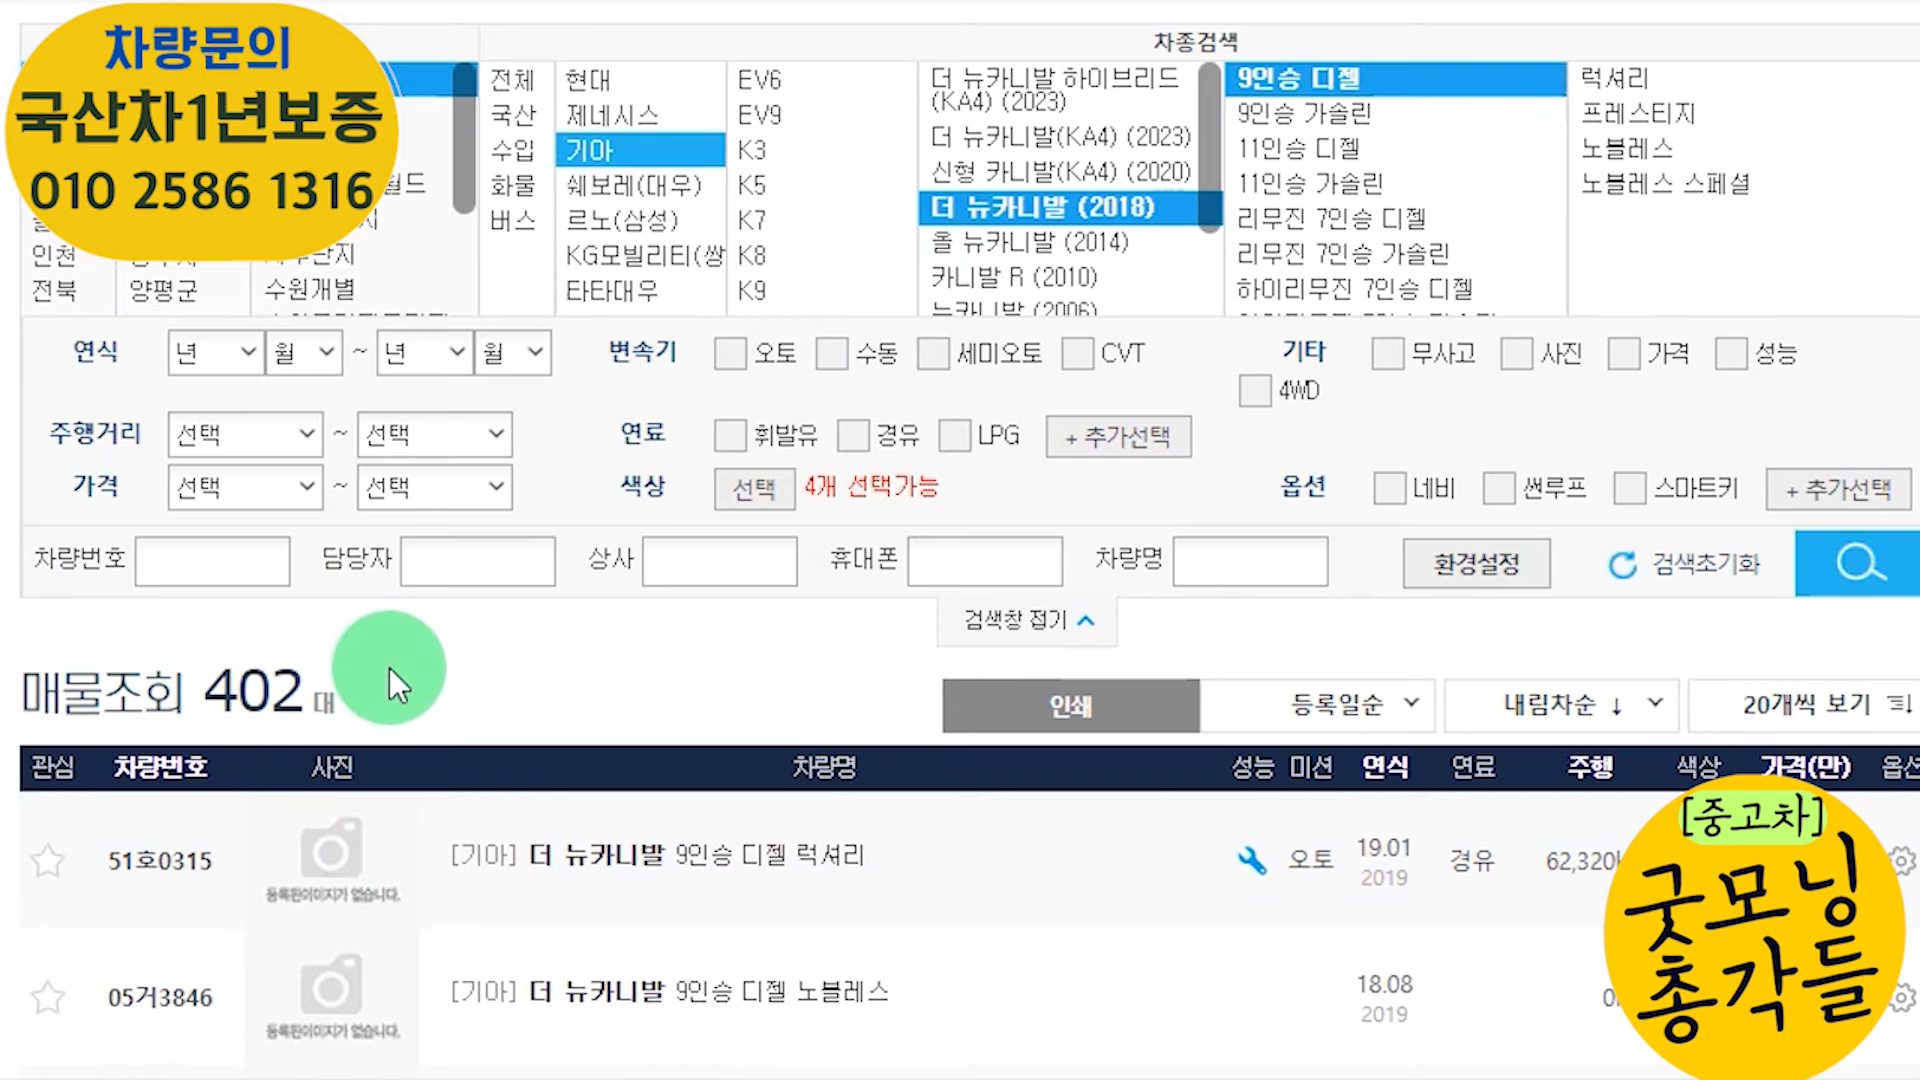 차량문의
국산차1년보증
010 2586 1316
차종검색
인천
전북
양평군
수원개별
전체
국산
수입
화물
버스
현대
제네시스
기아
쉐보레(대우)
르노(삼성)
KG모빌리티(쌍
타타대우
EV6
EV9
K3
K5
K7
K8
K9
더 뉴카니발 하이브리드
(KA4) (2023)
더 뉴카니발(KA4) (2023)
신형 카니발(KA4) (2020)
더 뉴카니발 (2018)
올 뉴카니발 (2014)
카니발 R (2010)
뉴카니발 (2006)
9인승 디젤
9인승 가솔린
11인승 디젤
11인승 가솔린
리무진 7인승 디젤
리무진 7인승 가솔린
하이리무진 7인승 디젤
럭셔리
프레스티지
노블레스
노블레스 스페셜
연식 년 월 ~ 년 월 변속기 오토 수동 세미오토 CVT 기타 무사고 사진 가격 성능
4WD
주행거리 선택 ~ 선택 연료 휘발유 경유 LPG + 추가선택
가격 선택 ~ 선택 색상 선택 4개 선택가능 옵션 네비 썬루프 스마트키 + 추가선택
차량번호 담당자 상사 휴대폰 차량명 환경설정 검색초기화
검색창 접기
매물조회 402 대
인쇄 등록일순 내림차순 ↓ 20개씩 보기
관심 차량번호 사진 차량명 성능 미션 연식 연료 주행 색상 가격(만) 옵션
51호0315 등록된이미지가 없습니다. [기아] 더 뉴카니발 9인승 디젤 럭셔리 오토 19.01 2019 경유 62,320
05거3846 등록된이미지가 없습니다. [기아] 더 뉴카니발 9인승 디젤 노블레스 18.08 2019
[중고차]
굿모닝
총각들